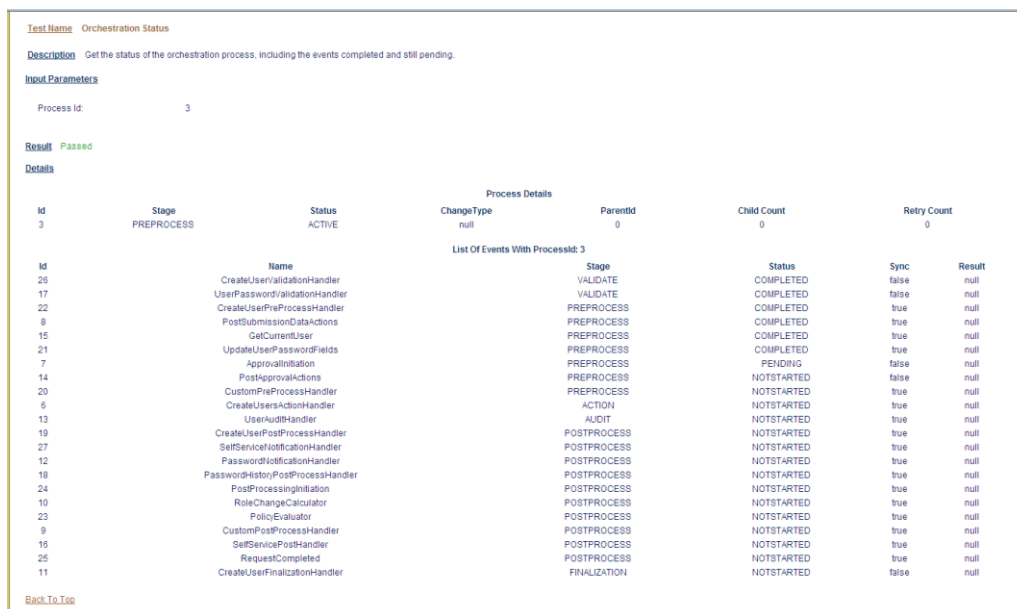 Test Name Orchestration Status
Description Get the status of the orchestration process, including the events completed and still pending.
Input Parameters
Process Id: 3
Result Passed
Details
Process Details
Id Stage Status ChangeType ParentId Child Count Retry Count
3 PREPROCESS ACTIVE null 0 0 0
List Of Events With ProcessId: 3
Id Name Stage Status Sync Result
26 CreateUserValidationHandler VALIDATE COMPLETED false null
17 UserPasswordValidationHandler VALIDATE COMPLETED false null
22 CreateUserPreProcessHandler PREPROCESS COMPLETED true null
8 PostSubmissionDataActions PREPROCESS COMPLETED true null
15 GetCurrentUser PREPROCESS COMPLETED true null
21 UpdateUserPasswordFields PREPROCESS COMPLETED true null
7 ApprovalInitiation PREPROCESS PENDING false null
14 PostApprovalActions PREPROCESS NOTSTARTED false null
20 CustomPreProcessHandler PREPROCESS NOTSTARTED true null
6 CreateUsersActionHandler ACTION NOTSTARTED true null
13 UserAuditHandler AUDIT NOTSTARTED true null
19 CreateUserPostProcessHandler POSTPROCESS NOTSTARTED true null
27 SelfServiceNotificationHandler POSTPROCESS NOTSTARTED true null
12 PasswordNotificationHandler POSTPROCESS NOTSTARTED true null
18 PasswordHistoryPostProcessHandler POSTPROCESS NOTSTARTED true null
24 PostProcessingInitiation POSTPROCESS NOTSTARTED true null
10 RoleChangeCalculator POSTPROCESS NOTSTARTED true null
23 PolicyEvaluator POSTPROCESS NOTSTARTED true null
9 CustomPostProcessHandler POSTPROCESS NOTSTARTED true null
16 SelfServicePostHandler POSTPROCESS NOTSTARTED true null
25 RequestCompleted POSTPROCESS NOTSTARTED true null
11 CreateUserFinalizationHandler FINALIZATION NOTSTARTED false null
Back To Top